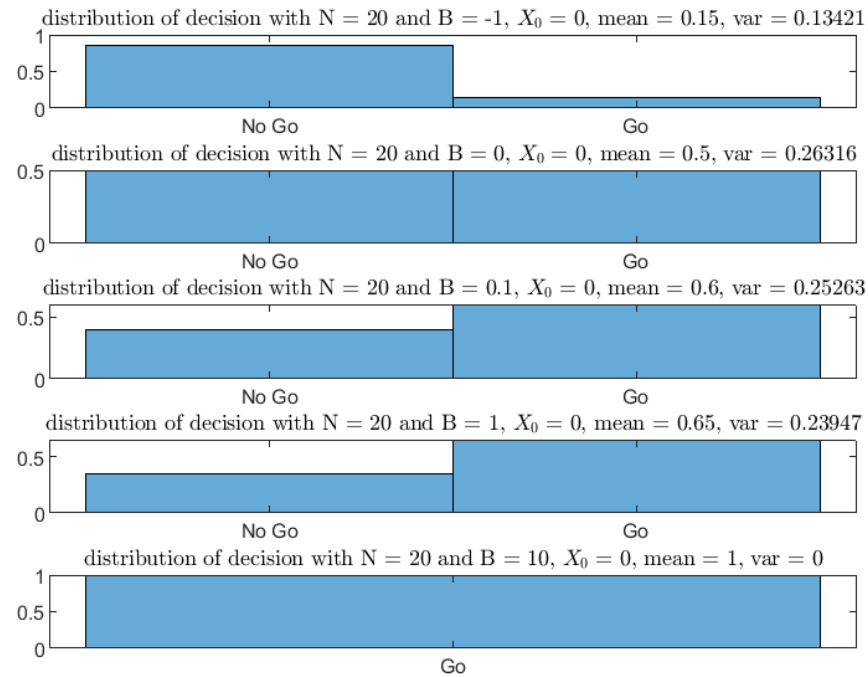 distribution of decision with N = 20 and B = -1, X₀ = 0, mean = 0.15, var = 0.13421
1
0.5
0
No Go Go
distribution of decision with N = 20 and B = 0, X₀ = 0, mean = 0.5, var = 0.26316
0.5
0
No Go Go
distribution of decision with N = 20 and B = 0.1, X₀ = 0, mean = 0.6, var = 0.25263
0.5
0
No Go Go
distribution of decision with N = 20 and B = 1, X₀ = 0, mean = 0.65, var = 0.23947
0.5
0
No Go Go
distribution of decision with N = 20 and B = 10, X₀ = 0, mean = 1, var = 0
1
0.5
0
Go